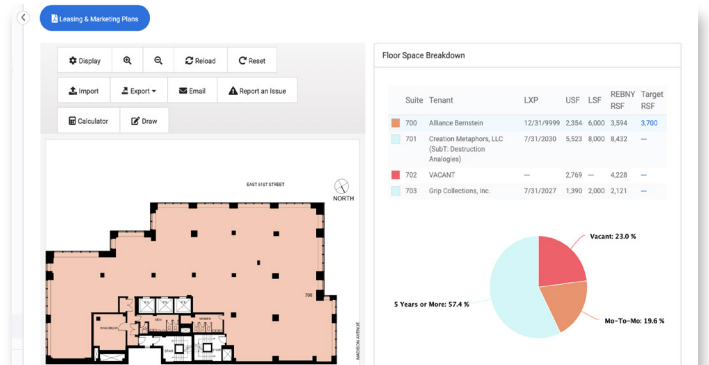 Leasing & Marketing Plans
Display
Reload
Reset
Import
Export
Email
Report an Issue
Calculator
Draw
EAST 51ST STREET
NORTH
700
MADISON AVENUE
Floor Space Breakdown
Suite Tenant LXP USF LSF REBNY RSF Target RSF
700 Alliance Bernstein 12/31/9999 2,354 6,000 3,594 3,700
701 Creation Metaphors, LLC 7/31/2030 5,523 8,000 8,432 —
(SubT: Destruction
Analogies)
702 VACANT — 2,769 — 4,228 —
703 Grip Collections, Inc. 7/31/2027 1,390 2,000 2,121 —
Vacant: 23.0 %
5 Years or More: 57.4 %
Mo-To-Mo: 19.6 %